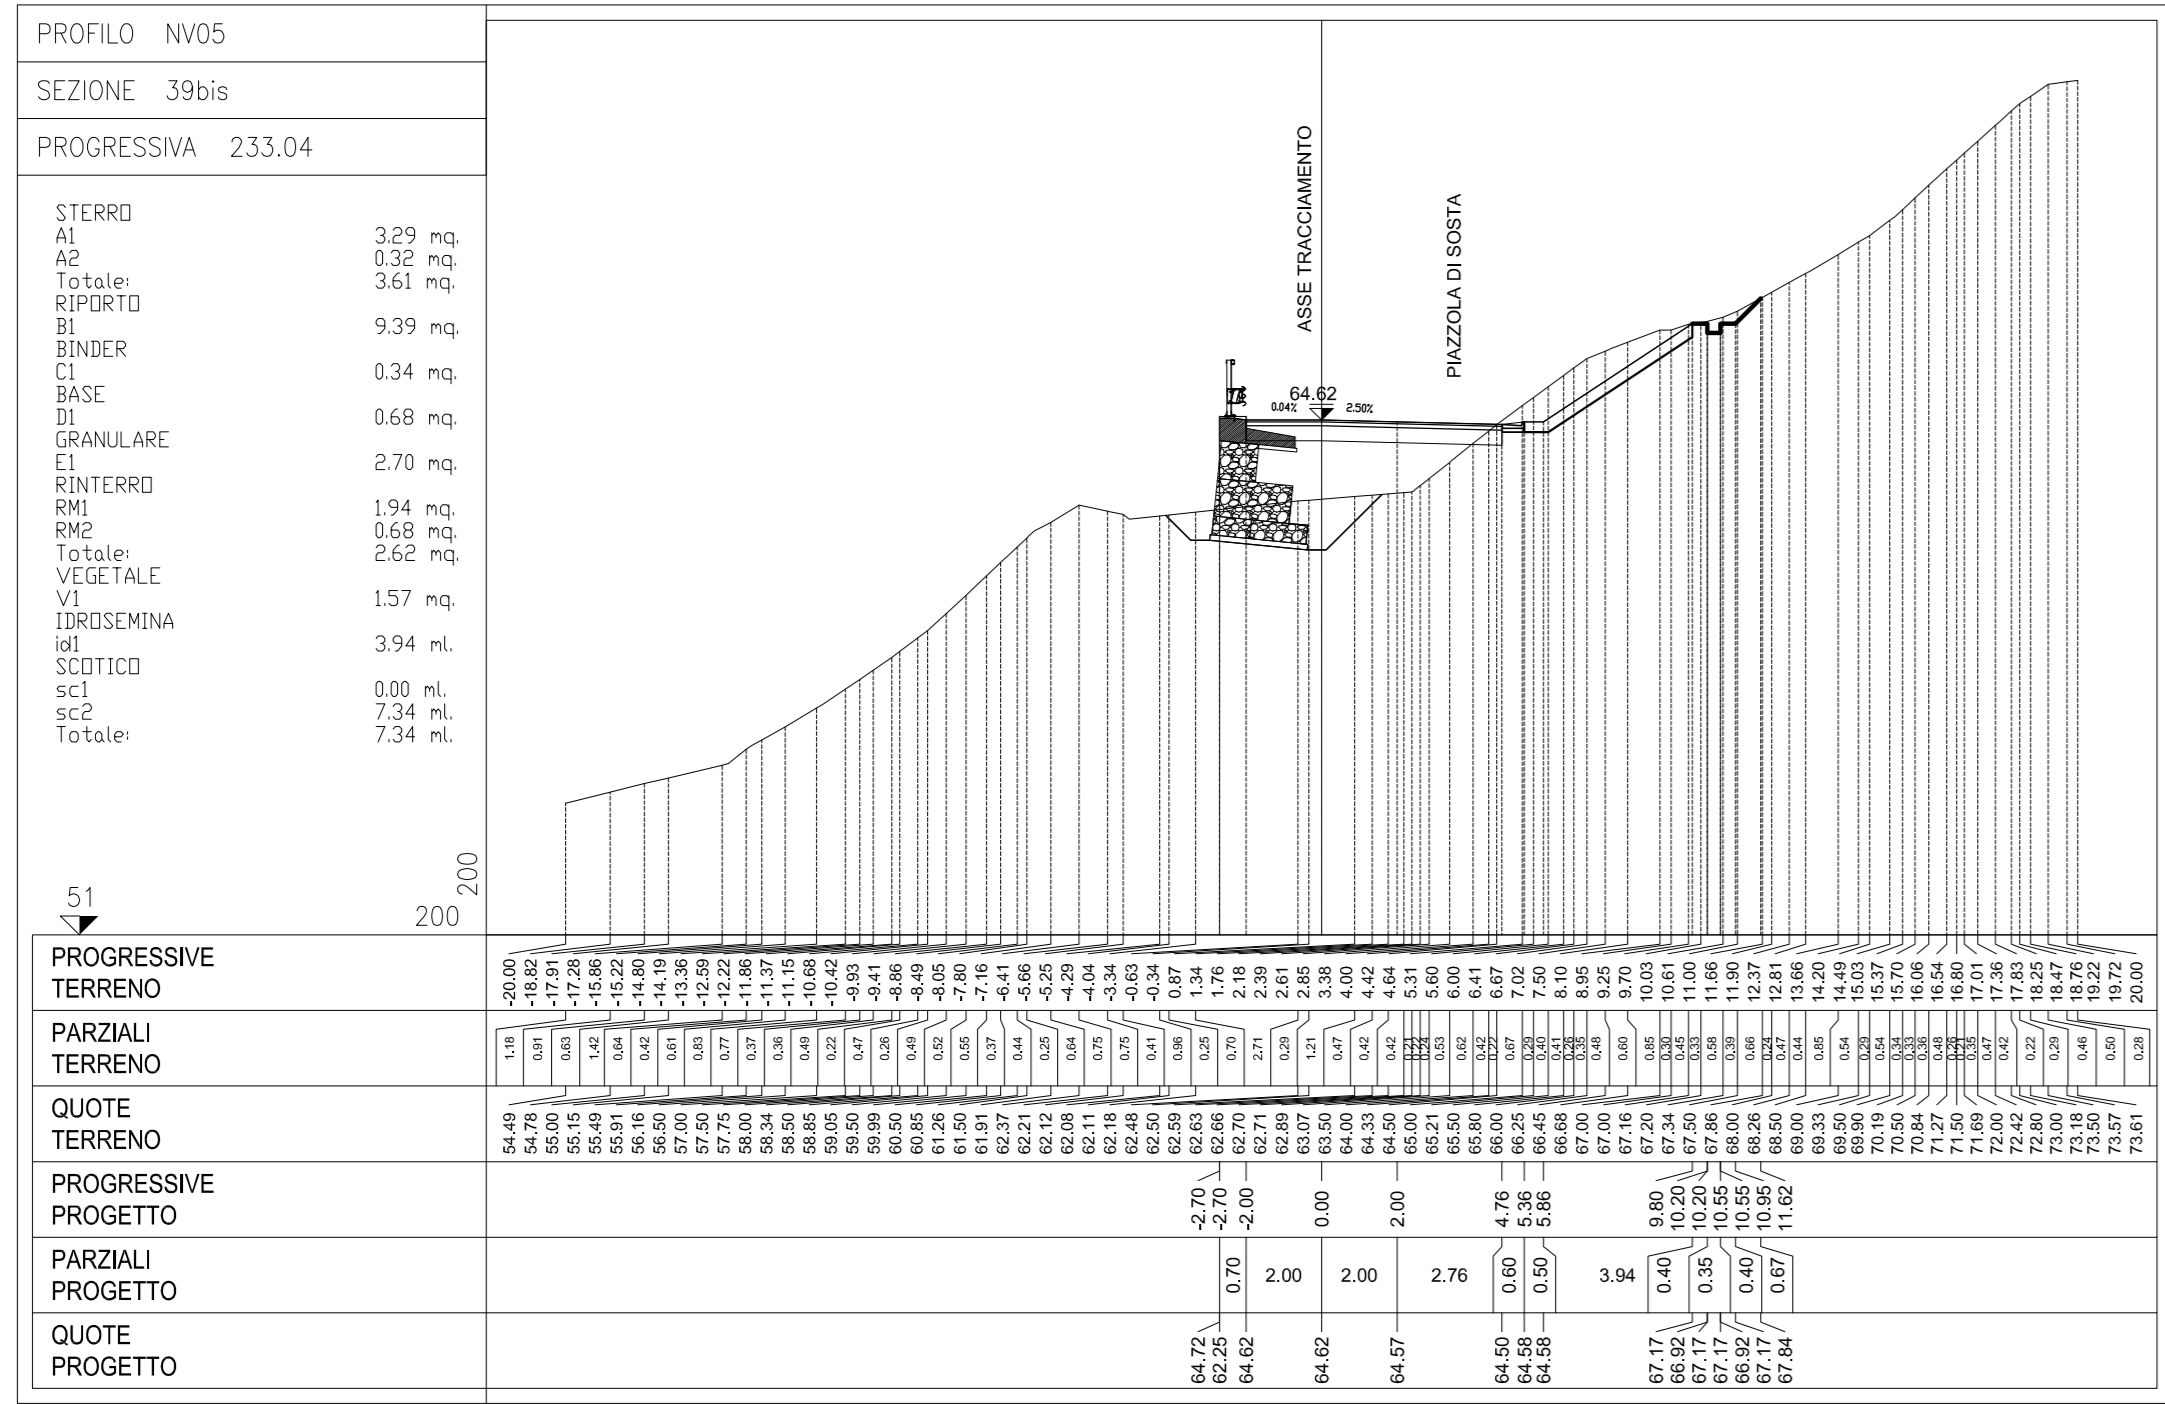 PROFILO NV05
SEZIONE 39bis
PROGRESSIVA 233.04
STERRO
A1 3.29 mq.
A2 0.32 mq.
Totale: 3.61 mq.
RIPORTO
B1 9.39 mq.
BINDER
C1 0.34 mq.
BASE
D1 0.68 mq.
GRANULARE
E1 2.70 mq.
RINTERRO
RM1 1.94 mq.
RM2 0.68 mq.
Totale: 2.62 mq.
VEGETALE
V1 1.57 mq.
IDROSEMINA
id1 3.94 ml.
SCOTICO
sc1 0.00 ml.
sc2 7.34 ml.
Totale: 7.34 ml.
51
200
200
ASSE TRACCIAMENTO
PIAZZOLA DI SOSTA
64.62
0.04% 2.50%
PROGRESSIVE
TERRENO
-20.00 -18.82 -17.91 -17.28 -15.86 -15.22 -14.80 -14.19 -13.36 -12.59 -12.22 -11.86 -11.37 -11.15 -10.68 -10.42 -9.93 -9.41 -8.86 -8.49 -8.05 -7.80 -7.16 -6.41 -5.66 -5.25 -4.29 -4.04 -3.34 -0.63 -0.34 0.87 1.34 1.76 2.18 2.39 2.61 2.85 3.38 4.00 4.42 4.64 5.31 5.60 6.00 6.41 6.67 7.02 7.50 8.10 8.95 9.25 9.70 10.03 10.61 11.00 11.66 11.90 12.37 12.81 13.66 14.20 14.49 15.03 15.37 15.70 16.06 16.54 16.80 17.01 17.36 17.83 18.25 18.47 18.76 19.22 19.72 20.00
PARZIALI
TERRENO
1.18 0.91 0.63 1.42 0.64 0.42 0.61 0.83 0.77 0.37 0.36 0.49 0.22 0.47 0.26 0.49 0.52 0.55 0.37 0.44 0.25 0.64 0.75 0.75 0.41 0.96 0.25 0.70 2.71 0.29 1.21 0.47 0.42 0.42 0.21 0.22 0.24 0.53 0.62 0.42 0.22 0.67 0.29 0.40 0.41 0.26 0.35 0.48 0.60 0.85 0.30 0.45 0.33 0.58 0.39 0.66 0.24 0.47 0.44 0.85 0.54 0.29 0.54 0.34 0.33 0.36 0.48 0.26 0.21 0.35 0.47 0.42 0.22 0.29 0.46 0.50 0.28
QUOTE
TERRENO
54.49 54.78 55.00 55.15 55.49 55.91 56.16 56.50 57.00 57.50 57.75 58.00 58.34 58.50 58.85 59.05 59.50 59.99 60.50 60.85 61.26 61.50 61.91 62.37 62.21 62.12 62.08 62.11 62.18 62.48 62.50 62.59 62.63 62.66 62.70 62.71 62.89 63.07 63.50 64.00 64.33 64.50 65.00 65.21 65.50 65.80 66.00 66.25 66.45 66.68 67.00 67.00 67.16 67.20 67.34 67.50 67.86 68.00 68.26 68.50 69.00 69.33 69.50 69.90 70.19 70.50 70.84 71.27 71.50 71.69 72.00 72.42 72.80 73.00 73.18 73.50 73.57 73.61
PROGRESSIVE
PROGETTO
-2.70 -2.70 -2.00 0.00 2.00 4.76 5.36 5.86 9.80 10.20 10.20 10.55 10.55 10.95 11.62
PARZIALI
PROGETTO
0.70 2.00 2.00 2.76 0.60 0.50 3.94 0.40 0.35 0.40 0.67
QUOTE
PROGETTO
64.72 62.25 64.62 64.62 64.57 64.50 64.58 64.58 67.17 66.92 67.17 67.17 66.92 67.17 67.84